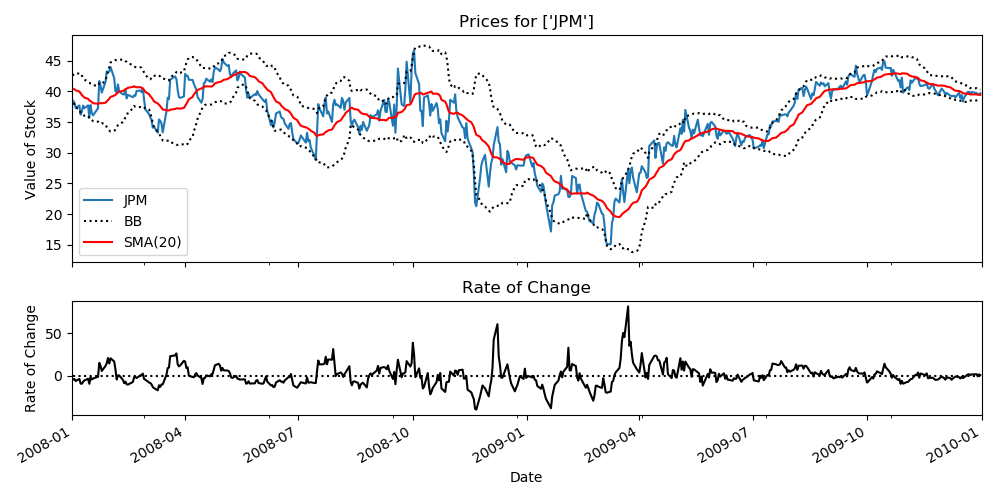 Prices for ['JPM']
Value of Stock
45
40
35
30
25
20
15
JPM
BB
SMA(20)
Rate of Change
Rate of Change
50
0
2008-01
2008-04
2008-07
2008-10
2009-01
2009-04
2009-07
2009-10
2010-01
Date